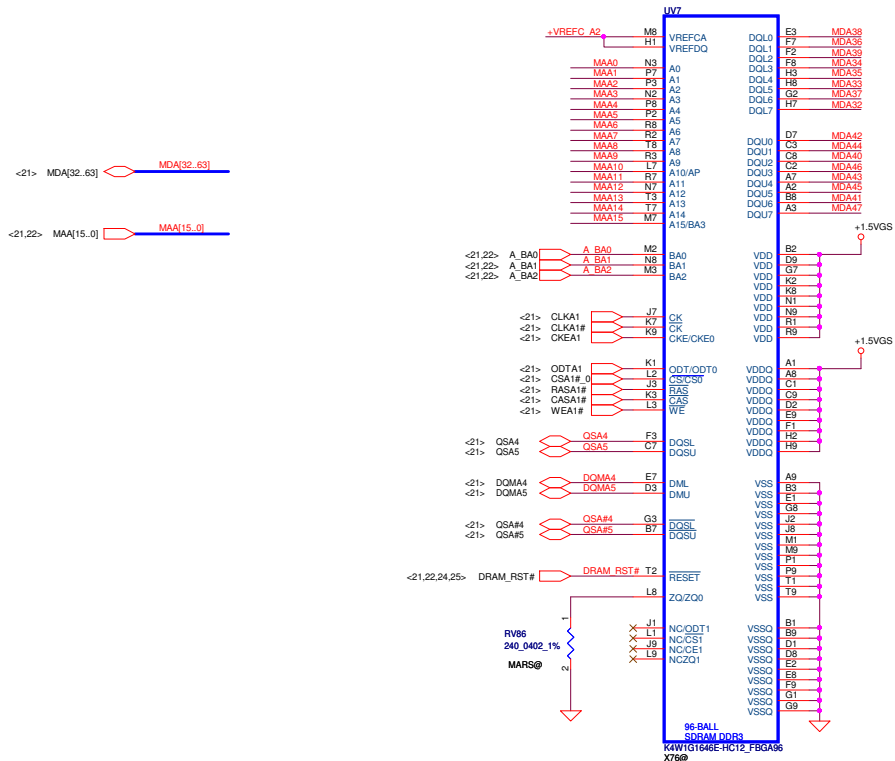 UV7
+VREFC_A2 M8 VREFCA DQL0 E3 MDA38
H1 VREFDQ DQL1 F7 MDA36
DQL2 F2 MDA39
MAA0 N3 A0 DQL3 F8 MDA34
MAA1 P7 A1 DQL4 H3 MDA35
MAA2 P3 A2 DQL5 H8 MDA33
MAA3 N2 A3 DQL6 G2 MDA37
MAA4 P8 A4 DQL7 H7 MDA32
MAA5 P2 A5
MAA6 R8 A6
MAA7 R2 A7 DQU0 D7 MDA42
MAA8 T8 A8 DQU1 C3 MDA44
MAA9 R3 A9 DQU2 C8 MDA40
MAA10 L7 A10/AP DQU3 C2 MDA46
MAA11 R7 A11 DQU4 A7 MDA43
MAA12 N7 A12 DQU5 A2 MDA45
MAA13 T3 A13 DQU6 B8 MDA41
MAA14 T7 A14 DQU7 A3 MDA47
MAA15 M7 A15/BA3
<21> MDA[32..63] MDA[32..63]
<21,22> MAA[15..0] MAA[15..0]
+1.5VGS
<21,22> A_BA0 A_BA0 M2 BA0 VDD B2
<21,22> A_BA1 A_BA1 N8 BA1 VDD D9
<21,22> A_BA2 A_BA2 M3 BA2 VDD G7
VDD K2
VDD K8
VDD N1
<21> CLKA1 J7 CK VDD N9
<21> CLKA1# K7 CK VDD R1
<21> CKEA1 K9 CKE/CKE0 VDD R9
+1.5VGS
<21> ODTA1 K1 ODT/ODT0 VDDQ A1
<21> CSA1#_0 L2 CS/CS0 VDDQ A8
<21> RASA1# J3 RAS VDDQ C1
<21> CASA1# K3 CAS VDDQ C9
<21> WEA1# L3 WE VDDQ D2
VDDQ E9
VDDQ F1
<21> QSA4 QSA4 F3 DQSL VDDQ H2
<21> QSA5 QSA5 C7 DQSU VDDQ H9
<21> DQMA4 DQMA4 E7 DML VSS A9
<21> DQMA5 DQMA5 D3 DMU VSS B3
VSS E1
VSS G8
<21> QSA#4 QSA#4 G3 DQSL VSS J2
<21> QSA#5 QSA#5 B7 DQSU VSS J8
VSS M1
VSS M9
VSS P1
<21,22,24,25> DRAM_RST# DRAM_RST# T2 RESET VSS P9
VSS T1
L8 ZQ/ZQ0 VSS T9
1
RV86
240_0402_1%
MARS@
2
J1 NC/ODT1 VSSQ B1
L1 NC/CS1 VSSQ B9
J9 NC/CE1 VSSQ D1
L9 NCZQ1 VSSQ D8
VSSQ E2
VSSQ E8
VSSQ F9
VSSQ G1
VSSQ G9
96-BALL
SDRAM DDR3
K4W1G1646E-HC12_FBGA96
X76@